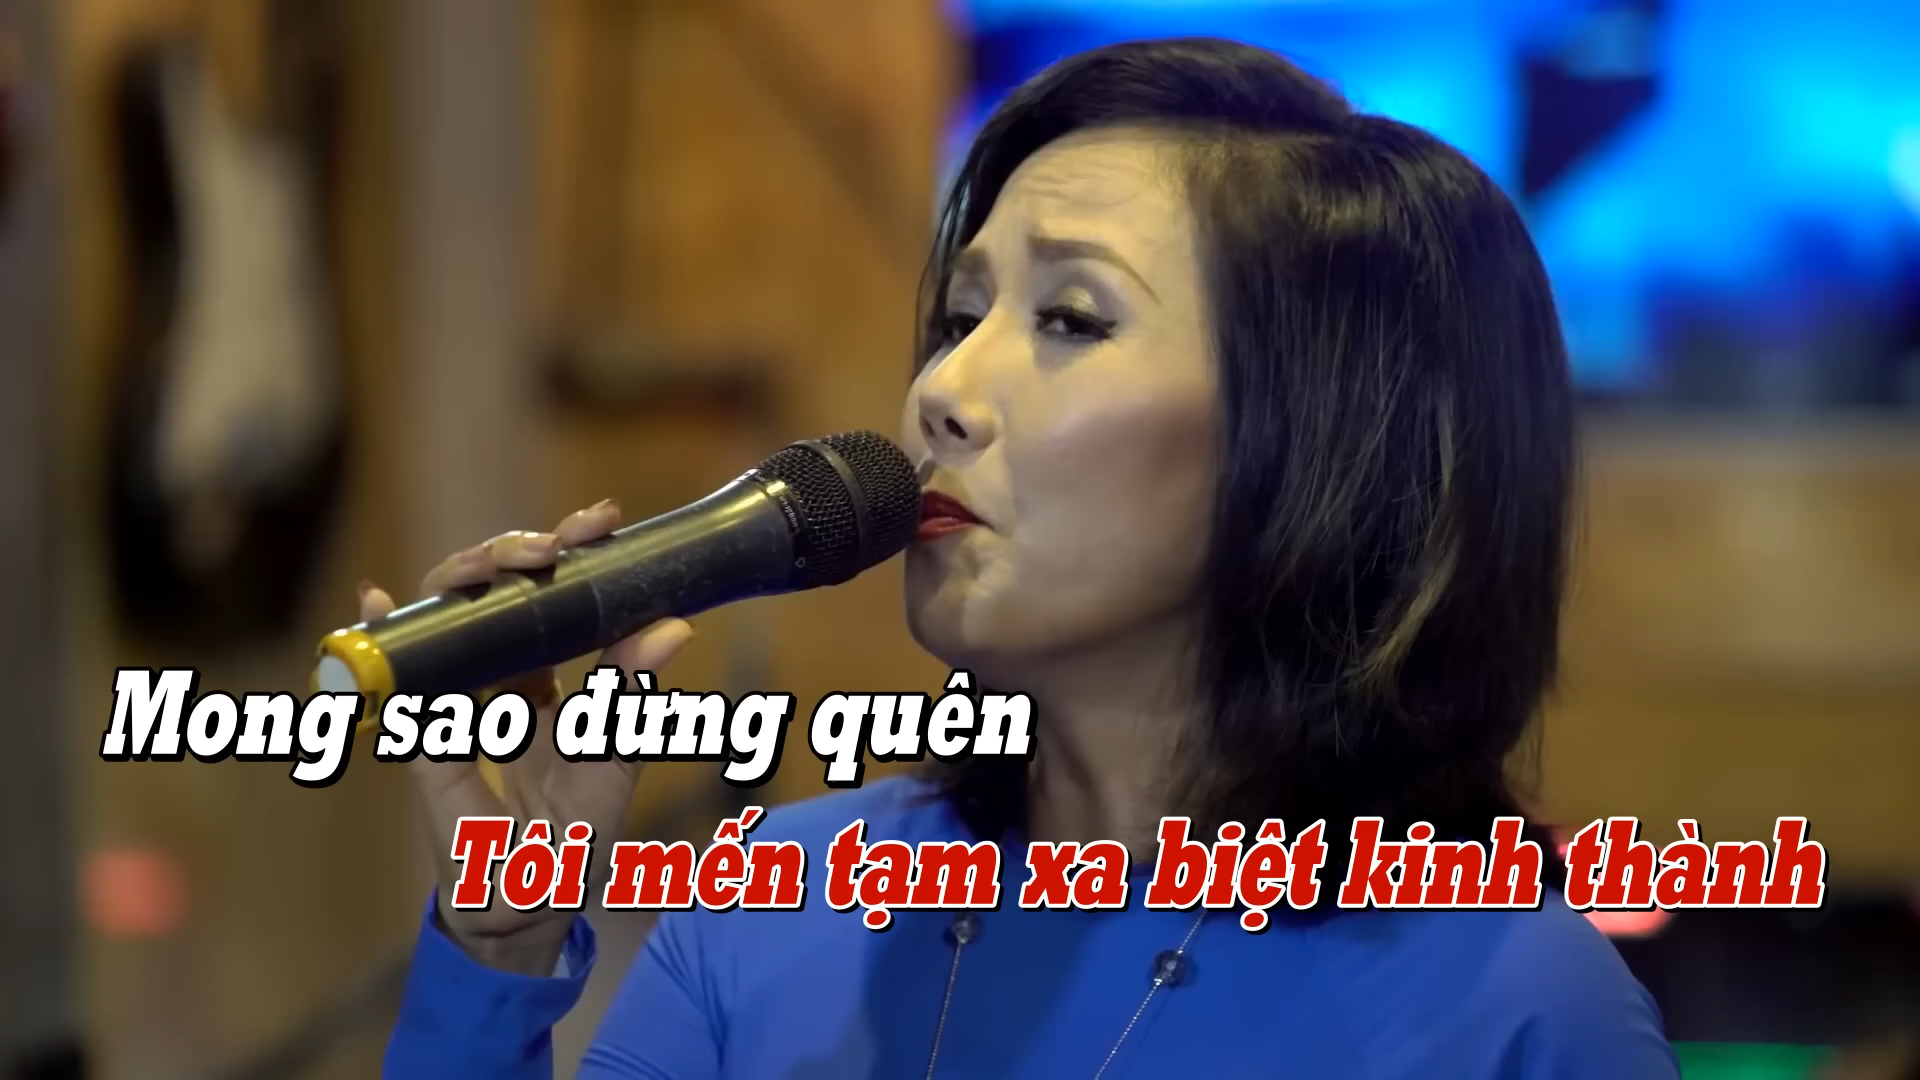 Mong sao đừng quên
Tôi mến tạm xa biệt kinh thành